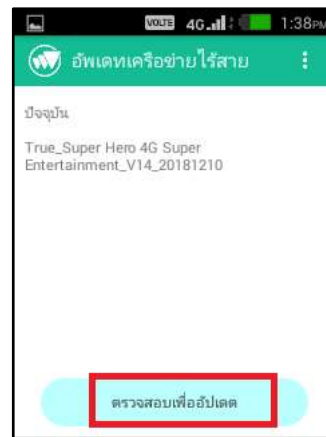 VOLTE 4G 1:38PM
อัพเดทเครือข่ายไร้สาย
ปัจจุบัน
True_Super Hero 4G Super
Entertainment_V14_20181210
ตรวจสอบเพื่ออัปเดต